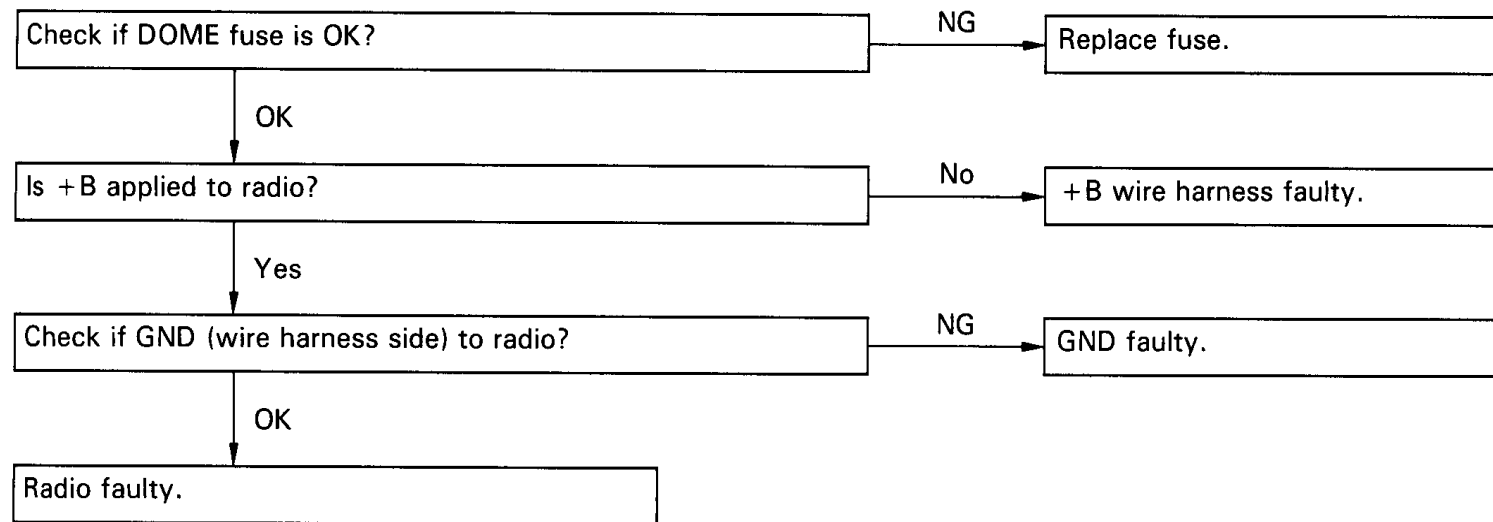 Check if DOME fuse is OK?
NG
Replace fuse.
OK
Is +B applied to radio?
No
+B wire harness faulty.
Yes
Check if GND (wire harness side) to radio?
NG
GND faulty.
OK
Radio faulty.